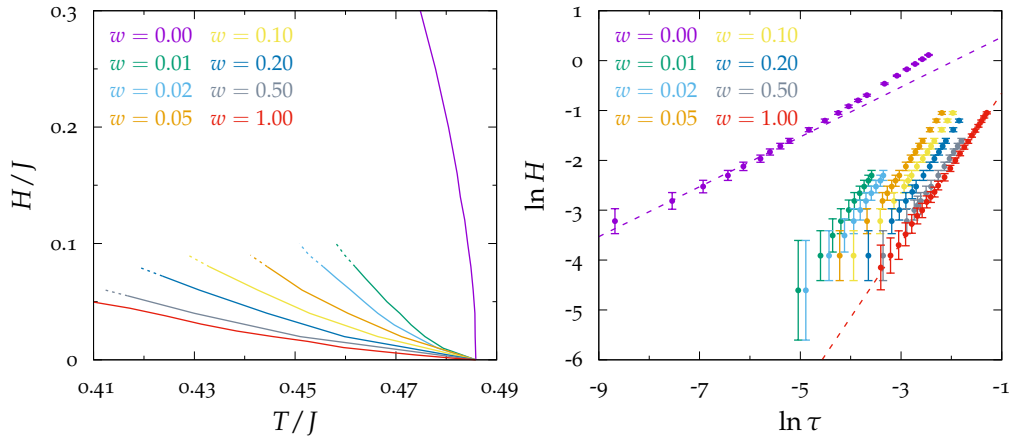 0.3
0.2
0.1
0
H/J
w = 0.00 w = 0.10
w = 0.01 w = 0.20
w = 0.02 w = 0.50
w = 0.05 w = 1.00
0.41 0.43 0.45 0.47 0.49
T/J
1
0
-1
-2
-3
-4
-5
-6
ln H
w = 0.00 w = 0.10
w = 0.01 w = 0.20
w = 0.02 w = 0.50
w = 0.05 w = 1.00
-9 -7 -5 -3 -1
ln τ